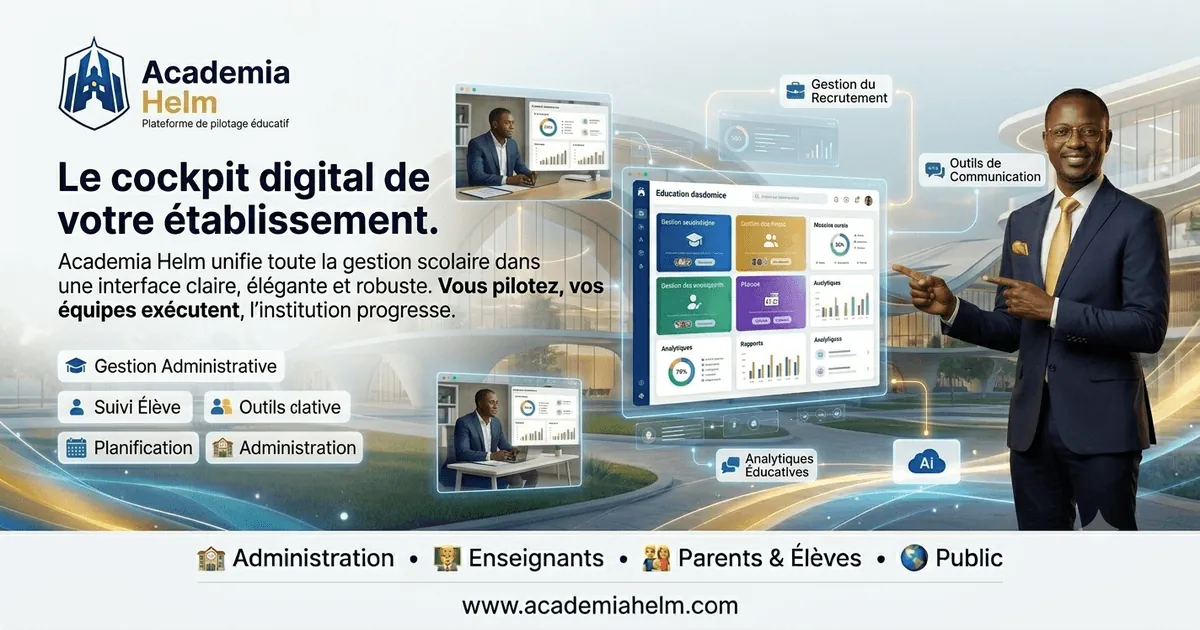 Academia
Helm
Plateforme de pilotage éducatif
Le cockpit digital de
votre établissement.
Academia Helm unifie toute la gestion scolaire dans
une interface claire, élégante et robuste. Vous pilotez, vos
équipes exécutent, l'institution progresse.
Gestion Administrative
Suivi Élève
Outils clative
Planification
Administration
Gestion du
Recrutement
Outils de
Communication
Education dasdomice
Analytiques
79%
Rapports
Analytiques
Éducatives
Ai
Administration • Enseignants • Parents & Élèves • Public
www.academiahelm.com